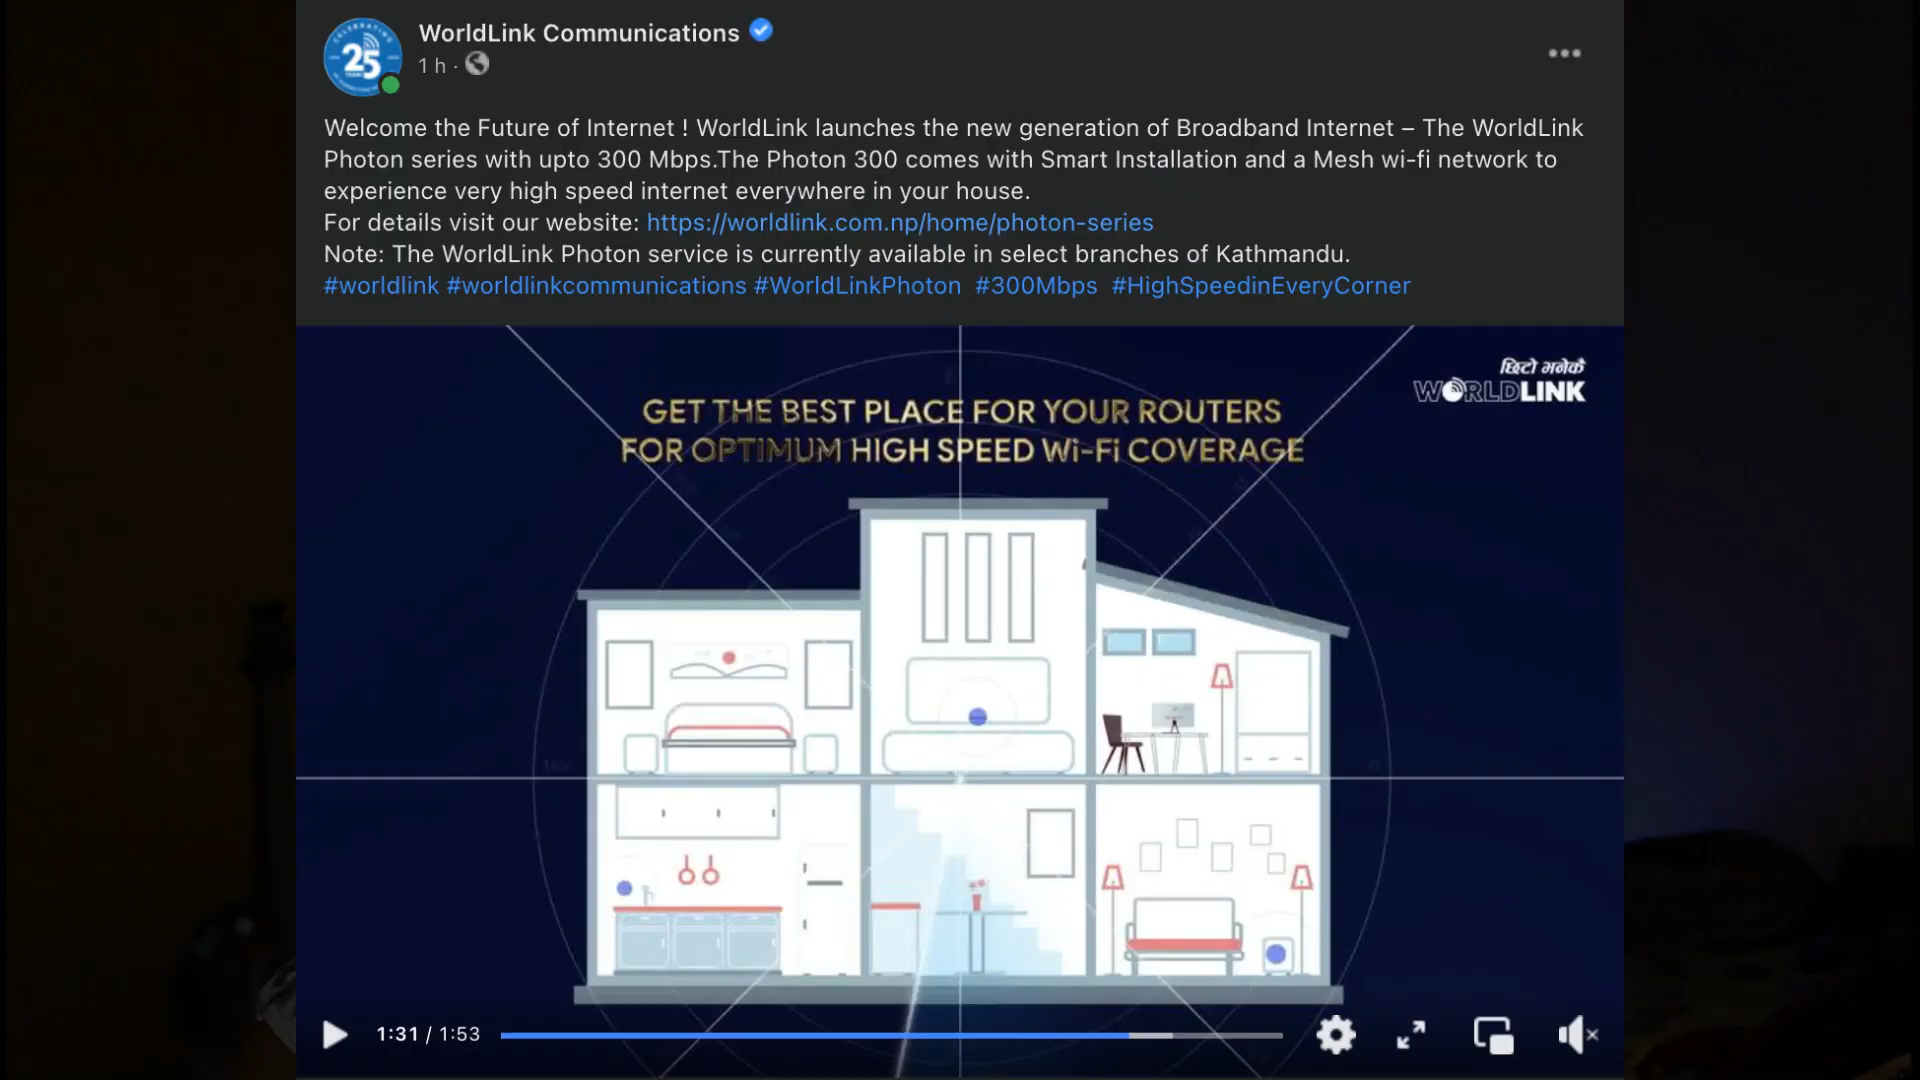 WorldLink Communications
1 h ·
25
Welcome the Future of Internet ! WorldLink launches the new generation of Broadband Internet – The WorldLink
Photon series with upto 300 Mbps.The Photon 300 comes with Smart Installation and a Mesh wi-fi network to
experience very high speed internet everywhere in your house.
For details visit our website: https://worldlink.com.np/home/photon-series
Note: The WorldLink Photon service is currently available in select branches of Kathmandu.
#worldlink #worldlinkcommunications #WorldLinkPhoton #300Mbps #HighSpeedinEveryCorner
छिटो भनेकै
WORLDLINK
GET THE BEST PLACE FOR YOUR ROUTERS
FOR OPTIMUM HIGH SPEED Wi-Fi COVERAGE
1:31 / 1:53